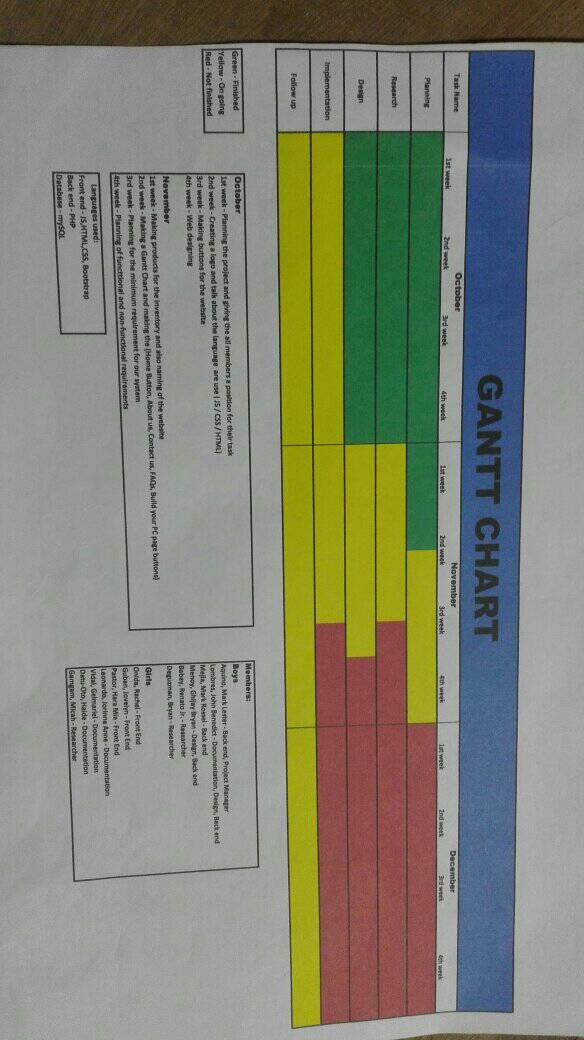 GANTT CHART
Task Name
October
November
December
1st week 2nd week 3rd week 4th week 1st week 2nd week 3rd week 4th week 1st week 2nd week 3rd week 4th week
Planning
Research
Design
Implementation
Follow up
Green - Finished
Yellow - On going
Red - Not finished
October
1st week - Planning the project and giving the all members a position for their task
2nd week - Creating a logo and talk about the language are use ( JS / CSS / HTML)
3rd week - Making buttons for the website
4th week - Web designing
November
1st week - Making products for the inventory and also naming of the website
2nd week - Making a Gantt Chart and making the (Home Button, About us, Contact us, FAQs, Build your PC page buttons)
3rd week - Planning for the minimum requirement for our system
4th week - Planning of functional and non-functional requirements
Languages used:
Front end - JS,HTML,CSS, Bootstrap
Back end - PHP
Database - mySQL
Members:
Boys
Aquino, Mark Lester - Back end, Project Manager
Lombres, John Benedict - Documentation, Design, Back end
Mejia, Mark Rossel - Back end
Menoy, Ghijay Bryan - Design, Back end
Babay, Renato Jr. - Researcher
Deguzman, Bryan - Researcher
Girls
Onida, Rachel - Front End
Guban, Jovelyn - Front End
Pastor, Hara Mia - Front End
Leonardo, Jorinna Anne - Documentation
Vidal, Gelmariel - Documentation
Datu-Oto, Haide - Documentation
Gamgam, Micah - Researcher